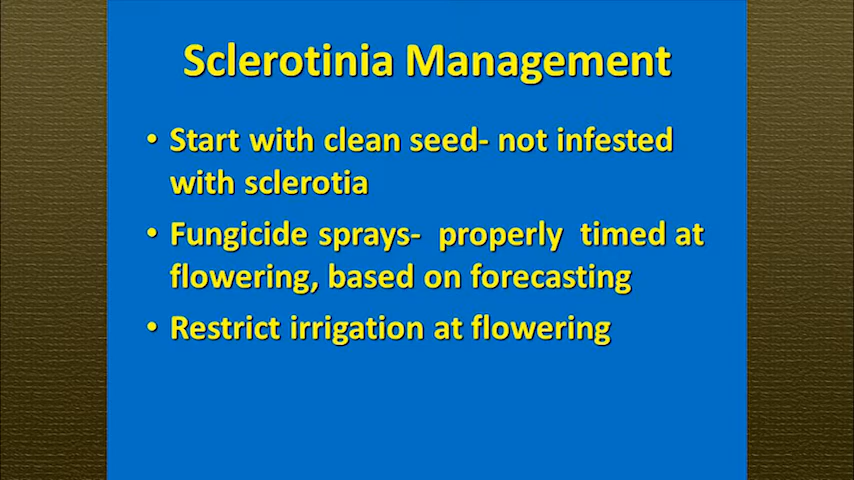 Sclerotinia Management
• Start with clean seed- not infested
with sclerotia
• Fungicide sprays- properly timed at
flowering, based on forecasting
• Restrict irrigation at flowering